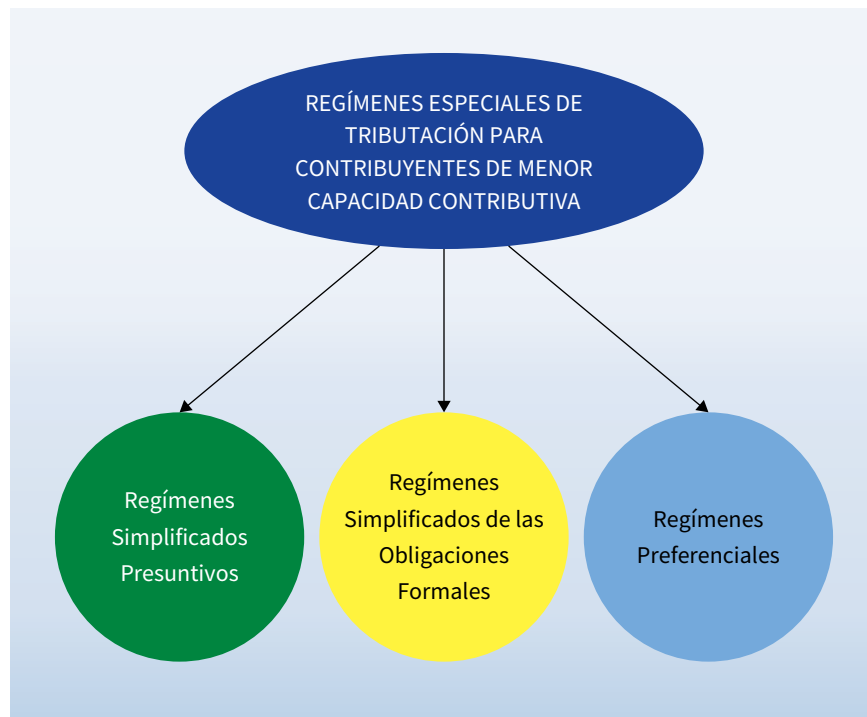 REGÍMENES ESPECIALES DE
TRIBUTACIÓN PARA
CONTRIBUYENTES DE MENOR
CAPACIDAD CONTRIBUTIVA
Regímenes
Simplificados
Presuntivos
Regímenes
Simplificados de las
Obligaciones
Formales
Regímenes
Preferenciales